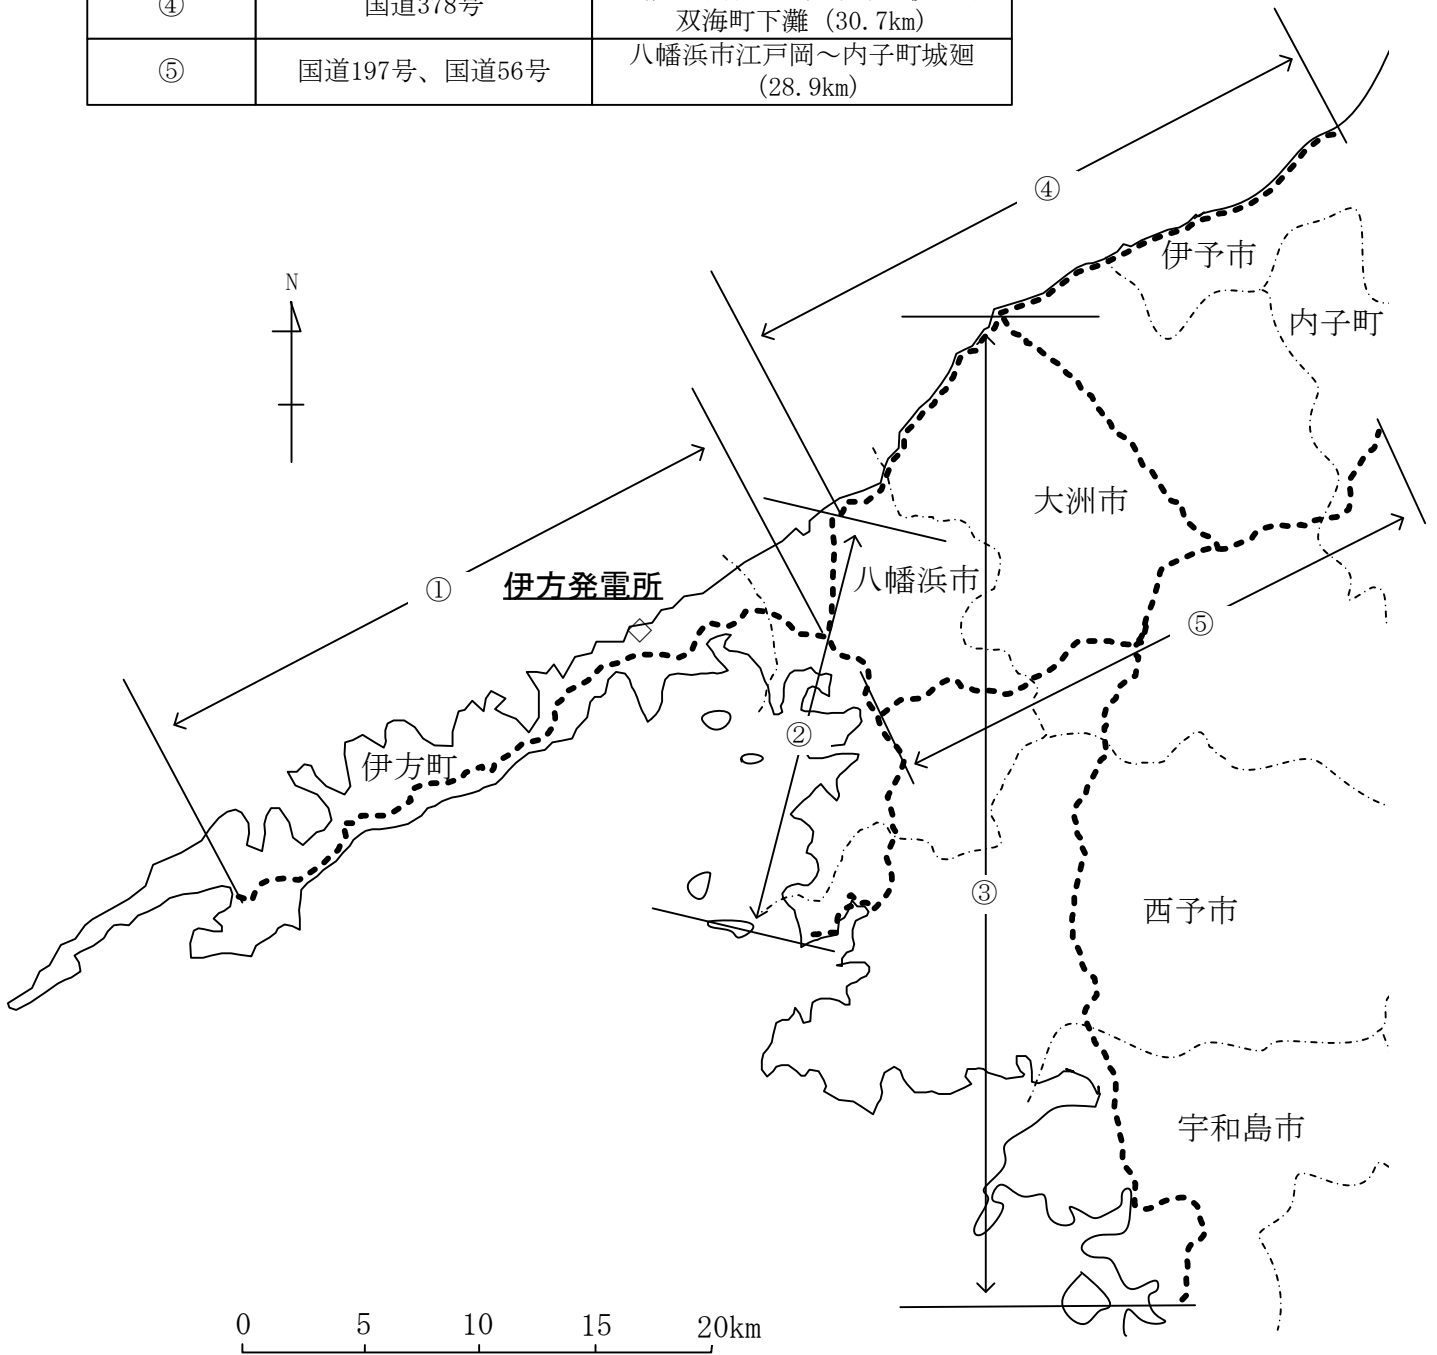 ④
国道378号
双海町下灘 (30.7km)
⑤
国道197号、国道56号
八幡浜市江戸岡～内子町城廻
(28.9km)
④
伊予市
N
内子町
大洲市
①
伊方発電所
八幡浜市
⑤
②
伊方町
③
西予市
宇和島市
0 5 10 15 20km